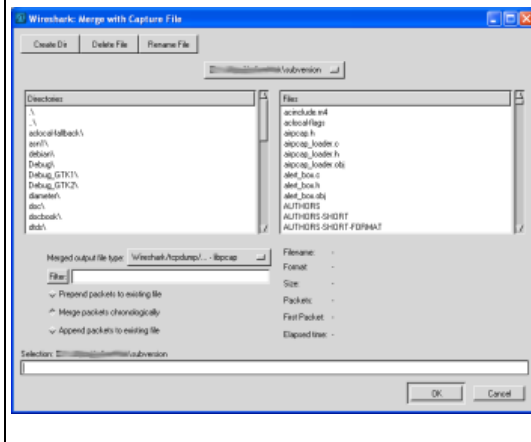 Wireshark: Merge with Capture File
Create Dir Delete File Rename File
\subversion
Directories
.\
..\
aclocal-fallback\
asn1\
debian\
Debug\
Debug_GTK1\
Debug_GTK2\
diameter\
doc\
docbook\
dtds\
Files
acinclude.m4
aclocal-flags
airpcap.h
airpcap_loader.c
airpcap_loader.h
airpcap_loader.obj
alert_box.c
alert_box.h
alert_box.obj
AUTHORS
AUTHORS-SHORT
AUTHORS-SHORT-FORMAT
Merged output file type: Wireshark/tcpdump/... - libpcap
Filter:
Prepend packets to existing file
Merge packets chronologically
Append packets to existing file
Filename: -
Format: -
Size: -
Packets: -
First Packet: -
Elapsed time: -
Selection: \subversion
OK Cancel